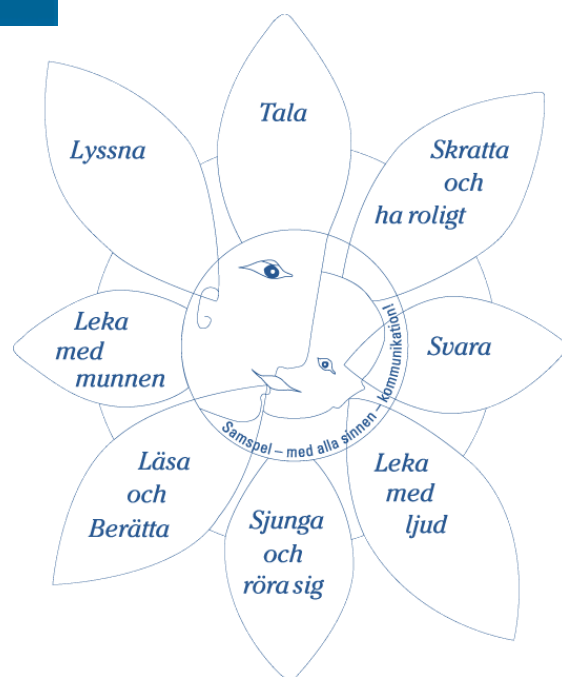 Tala
Lyssna
Skratta
och
ha roligt
Leka
med
munnen
Svara
Samspel – med alla sinnen – kommunikation!
Läsa
och
Berätta
Leka
med
ljud
Sjunga
och
röra sig